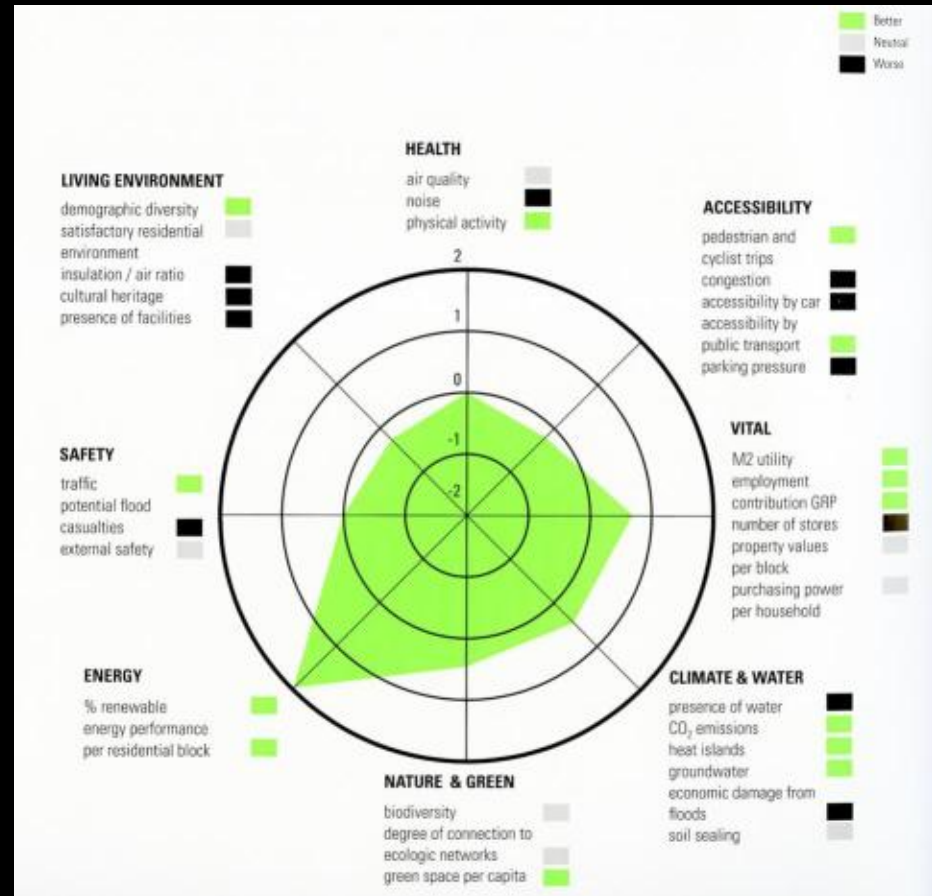 Better
Neutral
Worse
HEALTH
air quality
noise
physical activity
LIVING ENVIRONMENT
demographic diversity
satisfactory residential
environment
insulation / air ratio
cultural heritage
presence of facilities
ACCESSIBILITY
pedestrian and
cyclist trips
congestion
accessibility by car
accessibility by
public transport
parking pressure
2
1
0
-1
-2
SAFETY
traffic
potential flood
casualties
external safety
VITAL
M2 utility
employment
contribution GRP
number of stores
property values
per block
purchasing power
per household
ENERGY
% renewable
energy performance
per residential block
CLIMATE & WATER
presence of water
CO₂ emissions
heat islands
groundwater
economic damage from
floods
soil sealing
NATURE & GREEN
biodiversity
degree of connection to
ecologic networks
green space per capita